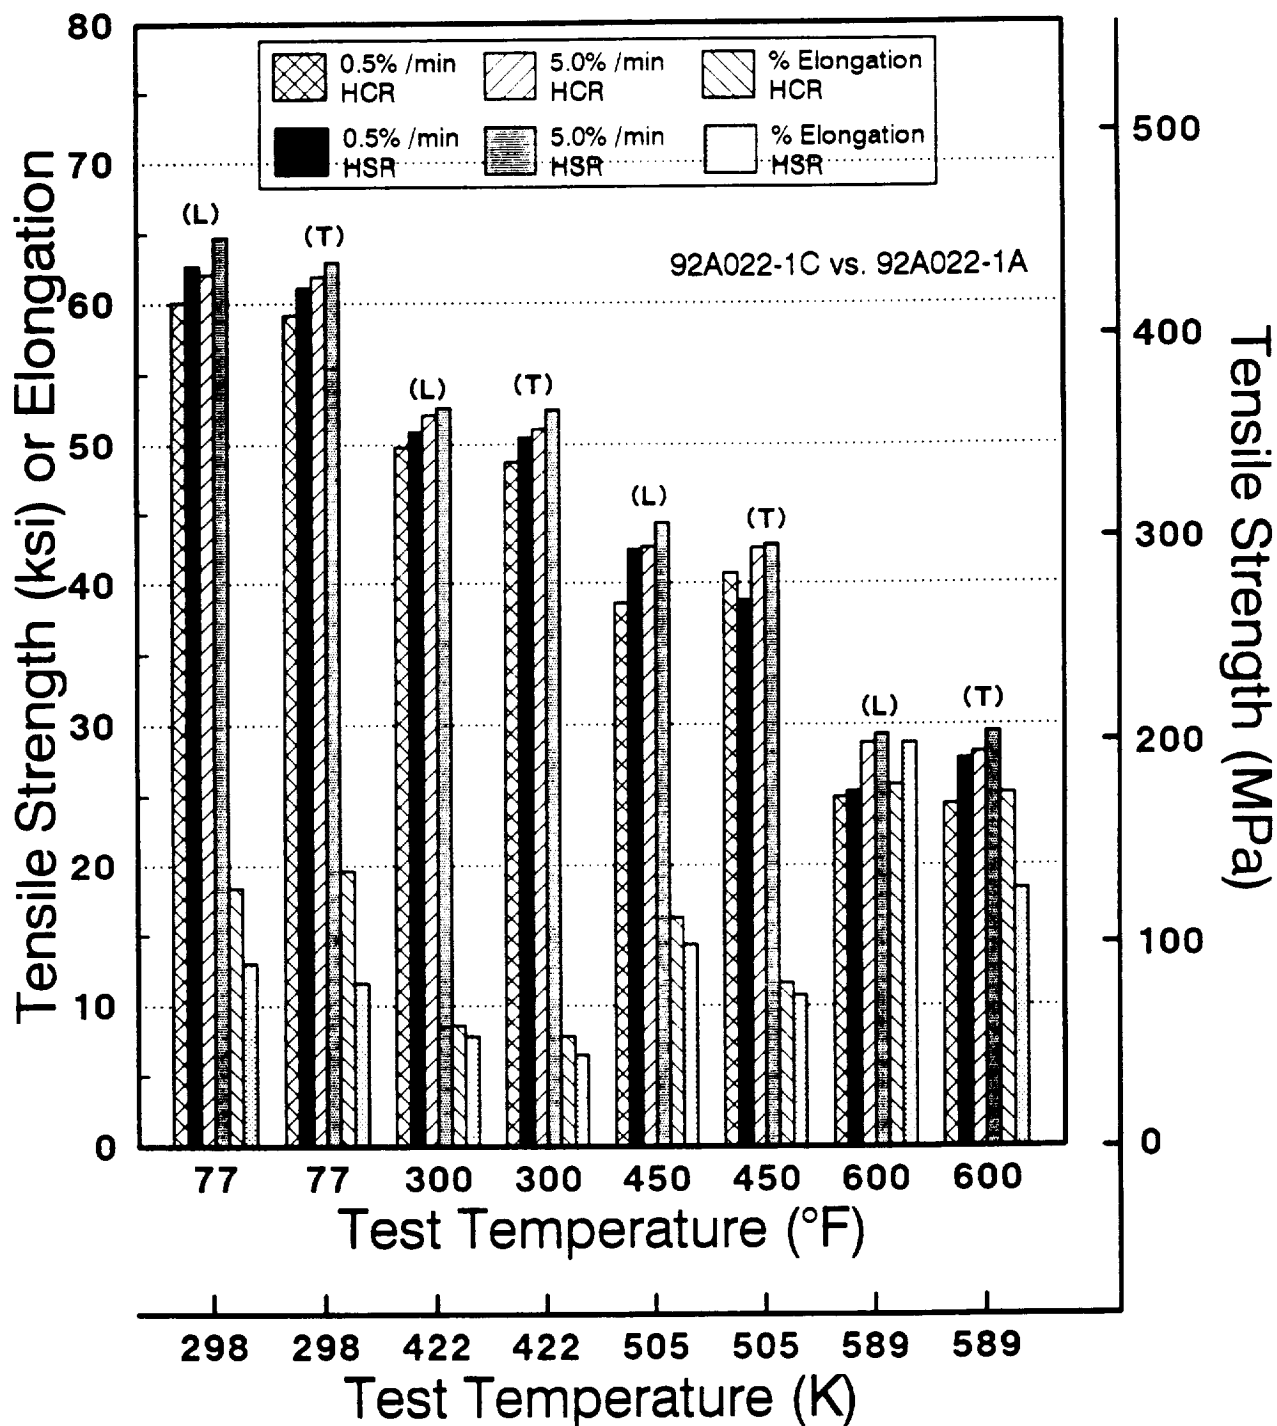 80
70
60
50
40
30
20
10
0
Tensile Strength (ksi) or Elongation
0.5% /min HCR
5.0% /min HCR
% Elongation HCR
0.5% /min HSR
5.0% /min HSR
% Elongation HSR
92A022-1C vs. 92A022-1A
(L)
(T)
(L)
(T)
(L)
(T)
(L)
(T)
500
400
300
200
100
0
Tensile Strength (MPa)
77 77 300 300 450 450 600 600
Test Temperature (°F)
298 298 422 422 505 505 589 589
Test Temperature (K)